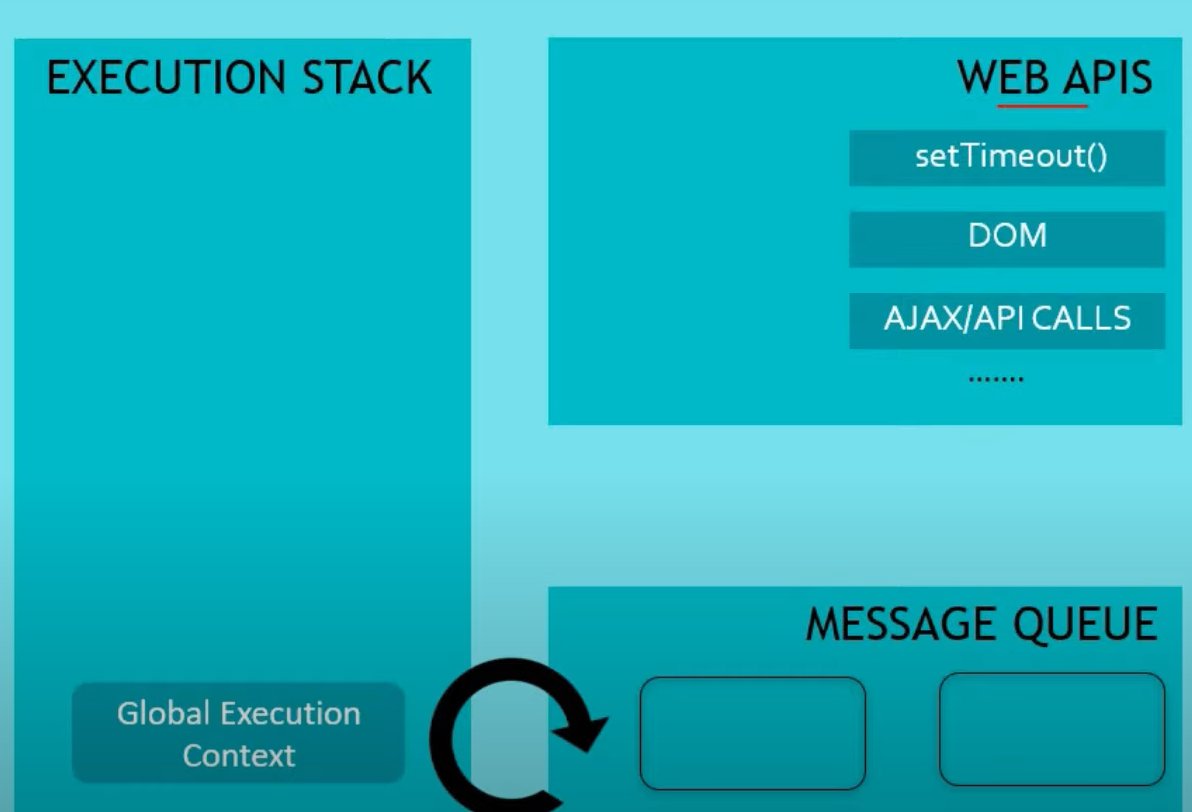 EXECUTION STACK
WEB APIS
setTimeout()
DOM
AJAX/API CALLS
.......
MESSAGE QUEUE
Global Execution
Context